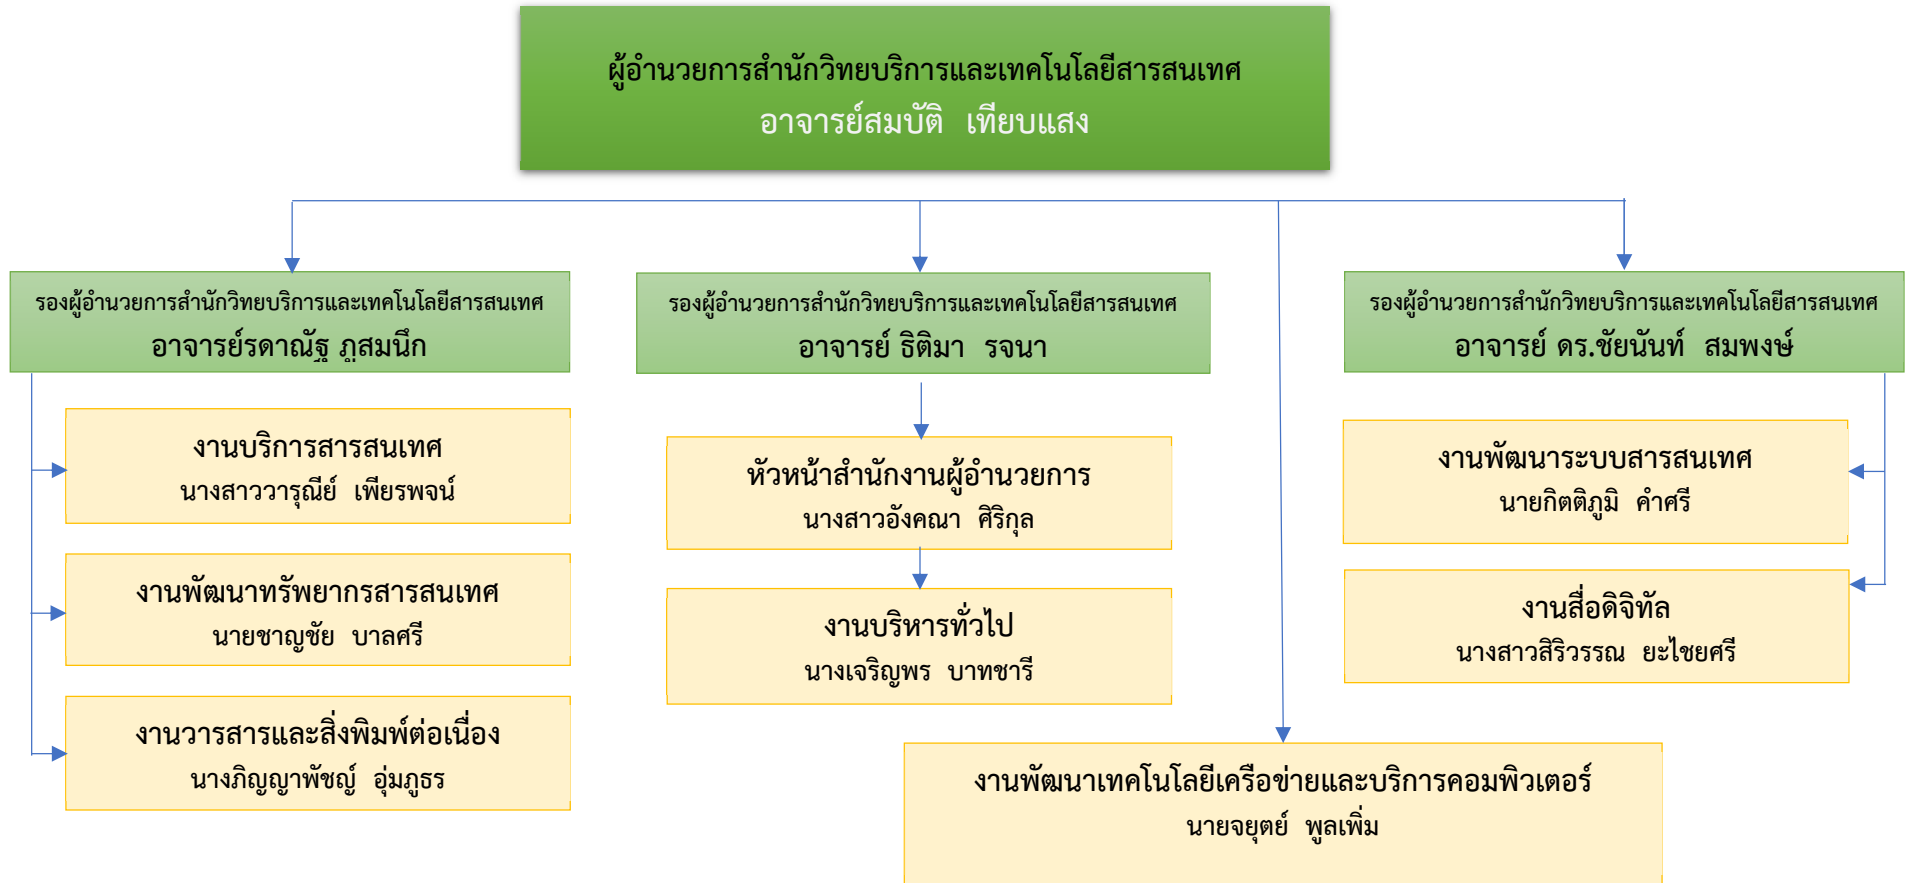 ผู้อำนวยการสำนักวิทยบริการและเทคโนโลยีสารสนเทศ
อาจารย์สมบัติ เทียบแสง
รองผู้อำนวยการสำนักวิทยบริการและเทคโนโลยีสารสนเทศ
อาจารย์รดาณัฐ ภูสมนึก
งานบริการสารสนเทศ
นางสาววารุณีย์ เพียรพจน์
งานพัฒนาทรัพยากรสารสนเทศ
นายชาญชัย บาลศรี
งานวารสารและสิ่งพิมพ์ต่อเนื่อง
นางภิญญาพัชญ์ อุ่มภูธร
รองผู้อำนวยการสำนักวิทยบริการและเทคโนโลยีสารสนเทศ
อาจารย์ ธิติมา รจนา
หัวหน้าสำนักงานผู้อำนวยการ
นางสาวอังคณา ศิริกุล
งานบริหารทั่วไป
นางเจริญพร บาทชารี
รองผู้อำนวยการสำนักวิทยบริการและเทคโนโลยีสารสนเทศ
อาจารย์ ดร.ชัยนันท์ สมพงษ์
งานพัฒนาระบบสารสนเทศ
นายกิตติภูมิ คำศรี
งานสื่อดิจิทัล
นางสาวสิริวรรณ ยะไชยศรี
งานพัฒนาเทคโนโลยีเครือข่ายและบริการคอมพิวเตอร์
นายจยุตย์ พูลเพิ่ม